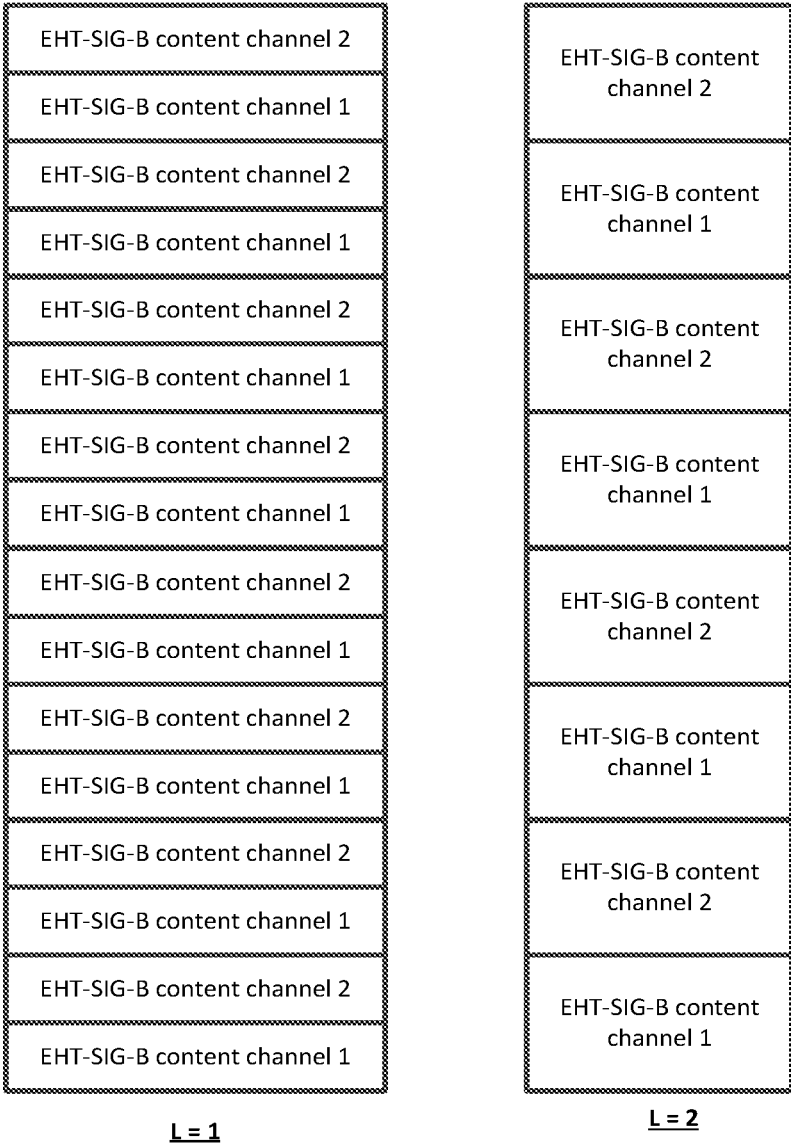 EHT-SIG-B content channel 2
EHT-SIG-B content channel 1
EHT-SIG-B content channel 2
EHT-SIG-B content channel 1
EHT-SIG-B content channel 2
EHT-SIG-B content channel 1
EHT-SIG-B content channel 2
EHT-SIG-B content channel 1
EHT-SIG-B content channel 2
EHT-SIG-B content channel 1
EHT-SIG-B content channel 2
EHT-SIG-B content channel 1
EHT-SIG-B content channel 2
EHT-SIG-B content channel 1
EHT-SIG-B content channel 2
EHT-SIG-B content channel 1
L = 1
EHT-SIG-B content
channel 2
EHT-SIG-B content
channel 1
EHT-SIG-B content
channel 2
EHT-SIG-B content
channel 1
EHT-SIG-B content
channel 2
EHT-SIG-B content
channel 1
EHT-SIG-B content
channel 2
EHT-SIG-B content
channel 1
L = 2